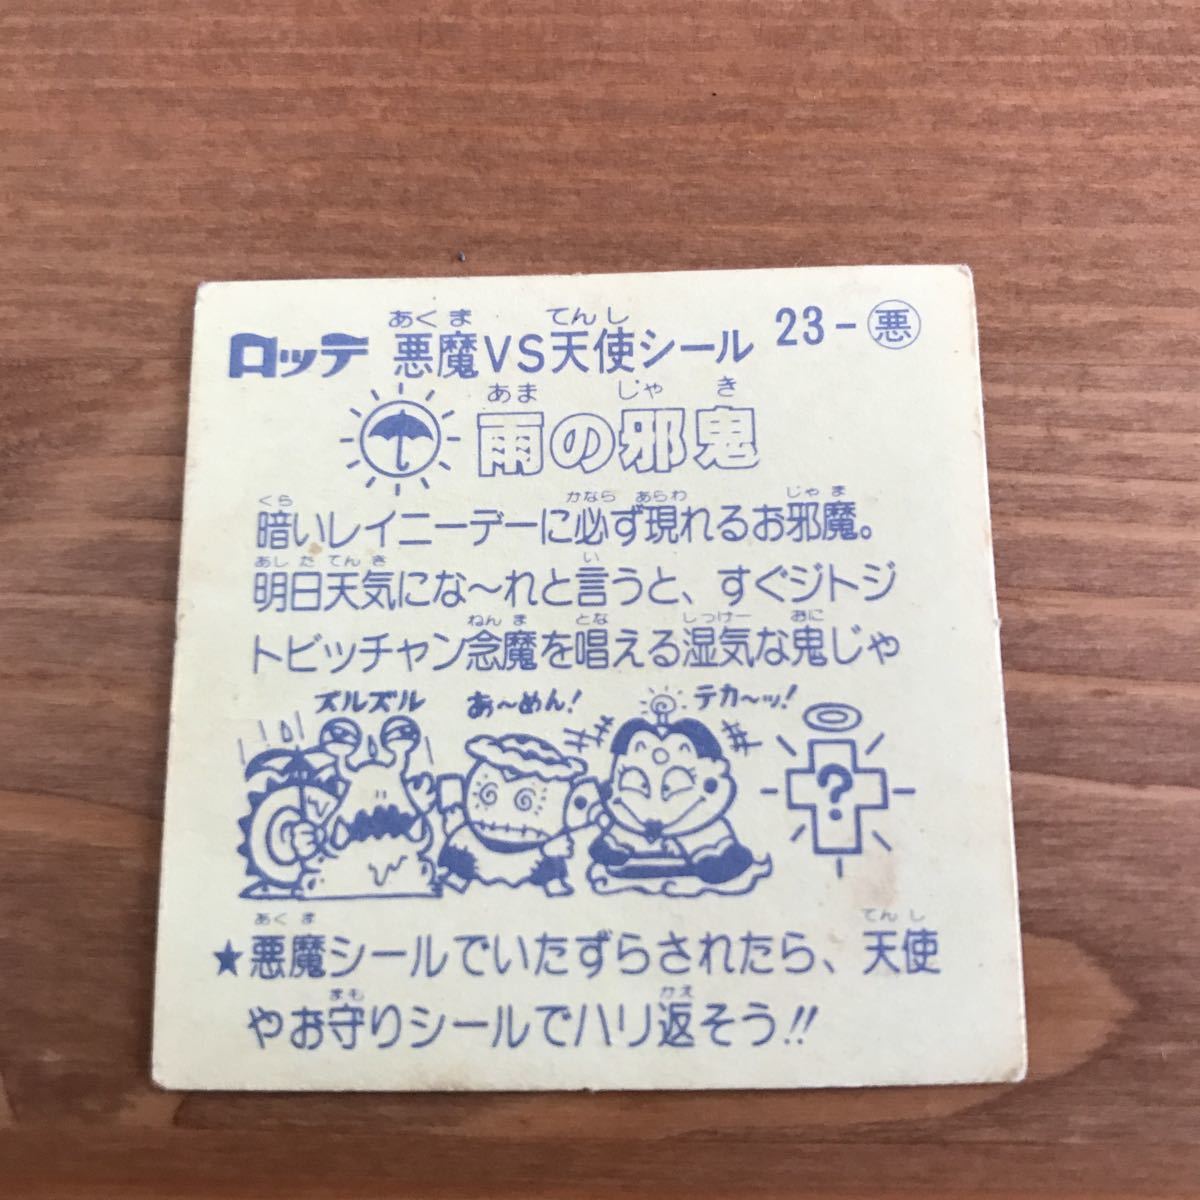 あくま てんし
ロッテ 悪魔VS天使シール 23-悪
あま じゃ き
雨の邪鬼
くら かなら あらわ じゃま
暗いレイニーデーに必ず現れるお邪魔。
あした てんき い
明日天気にな〜れと言うと、すぐジトジ
ねんま とな しっけー おに
トビッチャン念魔を唱える湿気な鬼じゃ
ズルズル あ〜めん! テカ〜ッ!
?
あくま てんし
★悪魔シールでいたずらされたら、天使
まも かえ
やお守りシールでハリ返そう!!